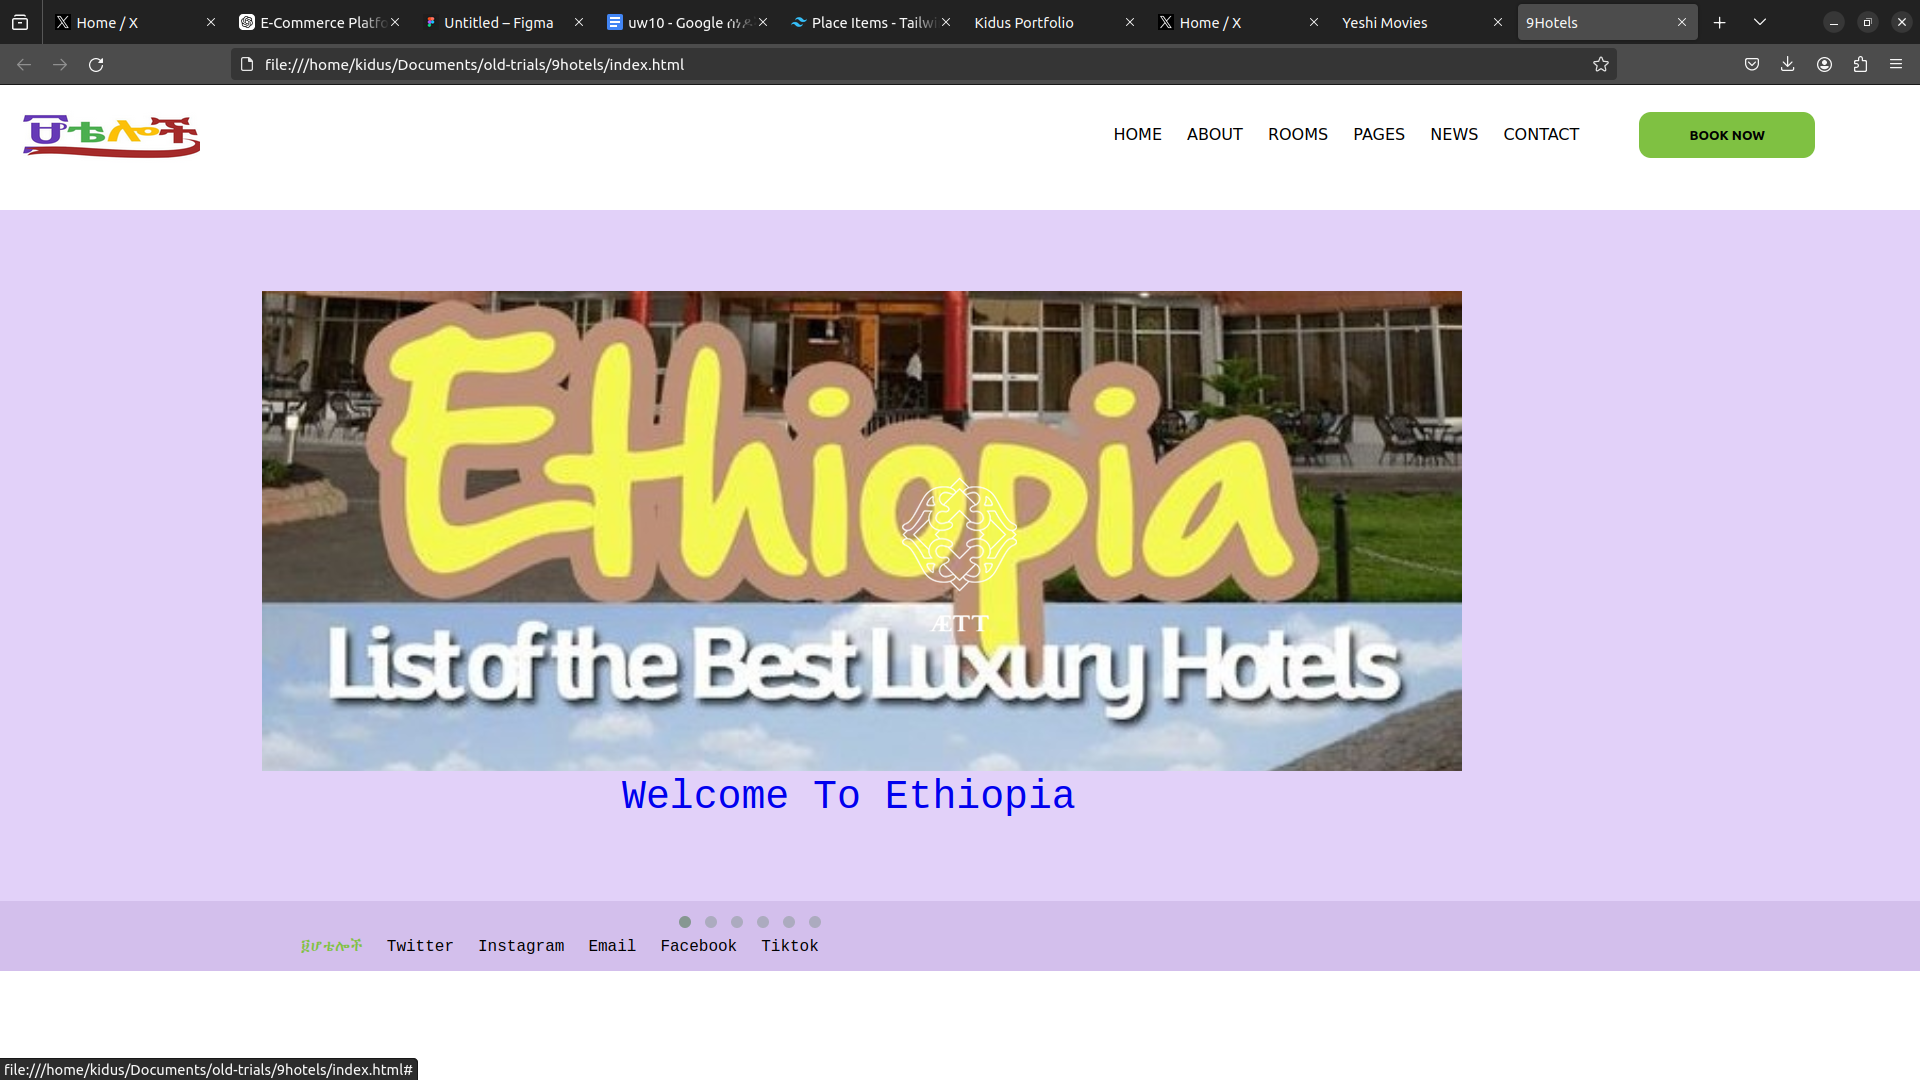 Home / X
E-Commerce Platfo
Untitled – Figma
uw10 - Google
Place Items - Tailwi
Kidus Portfolio
Home / X
Yeshi Movies
9Hotels
file:///home/kidus/Documents/old-trials/9hotels/index.html
ሆቴሎች
HOME
ABOUT
ROOMS
PAGES
NEWS
CONTACT
BOOK NOW
Ethiopia
ÆTT
List of the Best Luxury Hotels
Welcome To Ethiopia
፱ሆቴሎች Twitter Instagram Email Facebook Tiktok
file:///home/kidus/Documents/old-trials/9hotels/index.html#